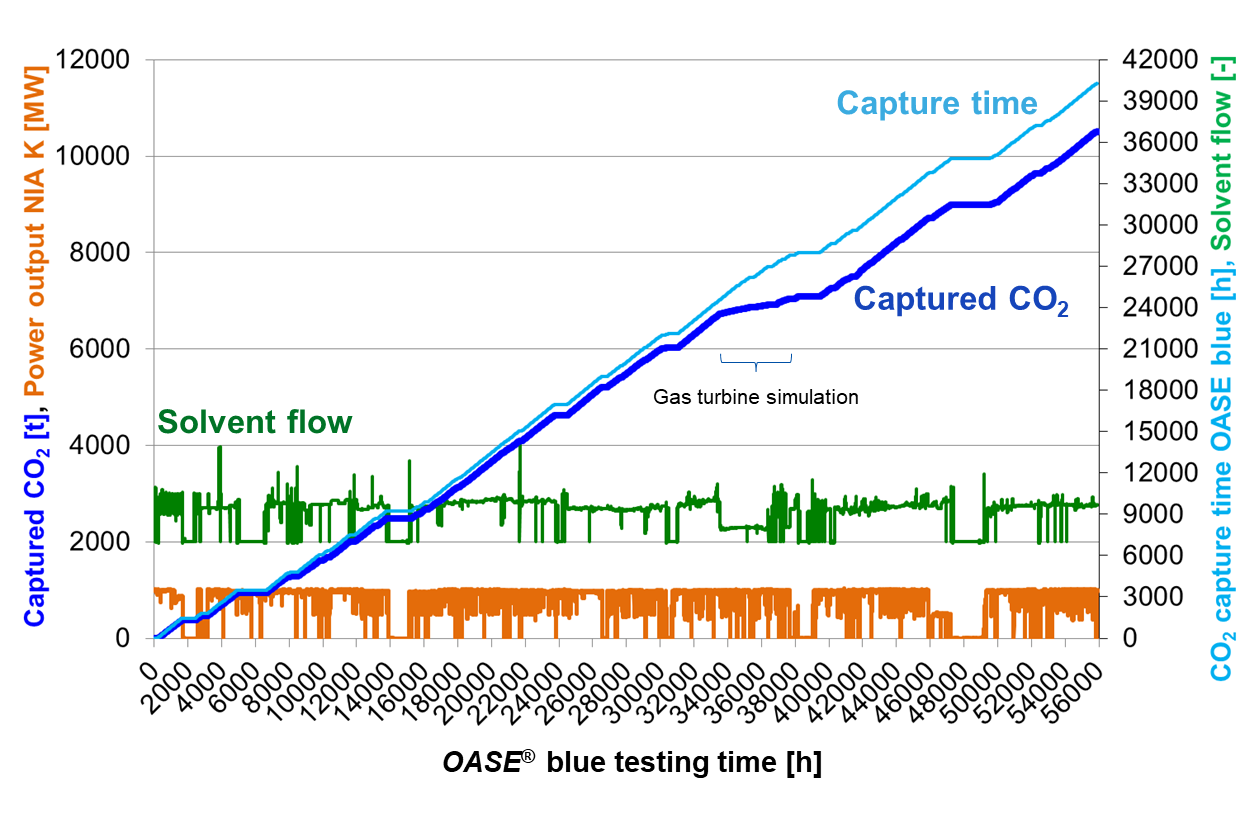 Captured CO2 [t], Power output NIA K [MW]
12000
10000
8000
6000
4000
2000
0
Capture time
Captured CO2
Gas turbine simulation
Solvent flow
42000
39000
36000
33000
30000
27000
24000
21000
18000
15000
12000
9000
6000
3000
0
CO2 capture time OASE blue [h], Solvent flow [-]
0 2000 4000 6000 8000 10000 12000 14000 16000 18000 20000 22000 24000 26000 28000 30000 32000 34000 36000 38000 40000 42000 44000 46000 48000 50000 52000 54000 56000
OASE® blue testing time [h]